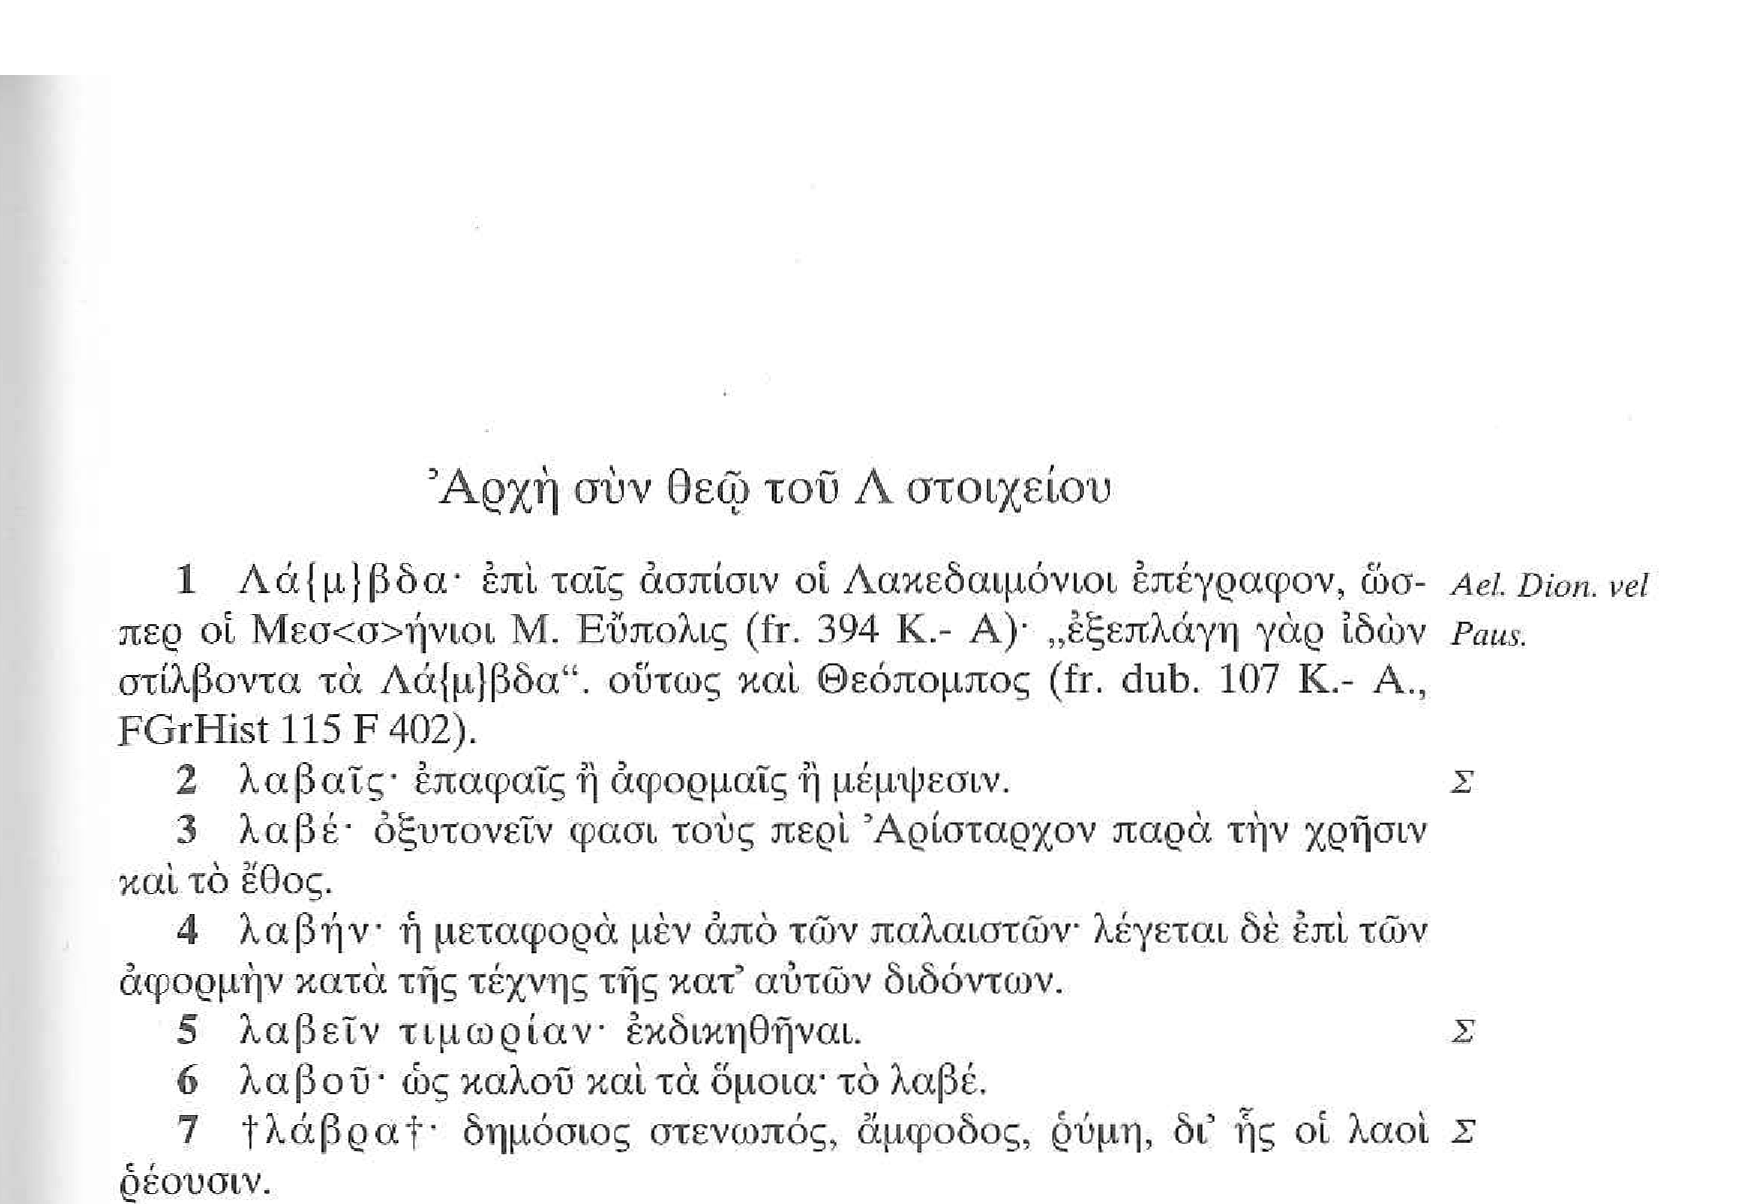 Ἀρχὴ σὺν θεῷ τοῦ Λ στοιχείου
1 Λά{μ}βδα· ἐπὶ ταῖς ἀσπίσιν οἱ Λακεδαιμόνιοι ἐπέγραφον, ὥσ- Ael. Dion. vel
περ οἱ Μεσ<σ>ήνιοι Μ. Εὔπολις (fr. 394 K.- A)· „ἐξεπλάγη γὰρ ἰδὼν Paus.
στίλβοντα τὰ Λά{μ}βδα“. οὕτως καὶ Θεόπομπος (fr. dub. 107 K.- A.,
FGrHist 115 F 402).
2 λαβαῖς· ἐπαφαῖς ἢ ἀφορμαῖς ἢ μέμψεσιν. Σ
3 λαβέ· ὀξυτονεῖν φασι τοὺς περὶ Ἀρίσταρχον παρὰ τὴν χρῆσιν
καὶ τὸ ἔθος.
4 λαβήν· ἡ μεταφορὰ μὲν ἀπὸ τῶν παλαιστῶν· λέγεται δὲ ἐπὶ τῶν
ἀφορμὴν κατὰ τῆς τέχνης τῆς κατ’ αὐτῶν διδόντων.
5 λαβεῖν τιμωρίαν· ἐκδικηθῆναι. Σ
6 λαβοῦ· ὡς καλοῦ καὶ τὰ ὅμοια· τὸ λαβέ.
7 †λάβρα†· δημόσιος στενωπός, ἄμφοδος, ῥύμη, δι’ ἧς οἱ λαοὶ Σ
ῥέουσιν.